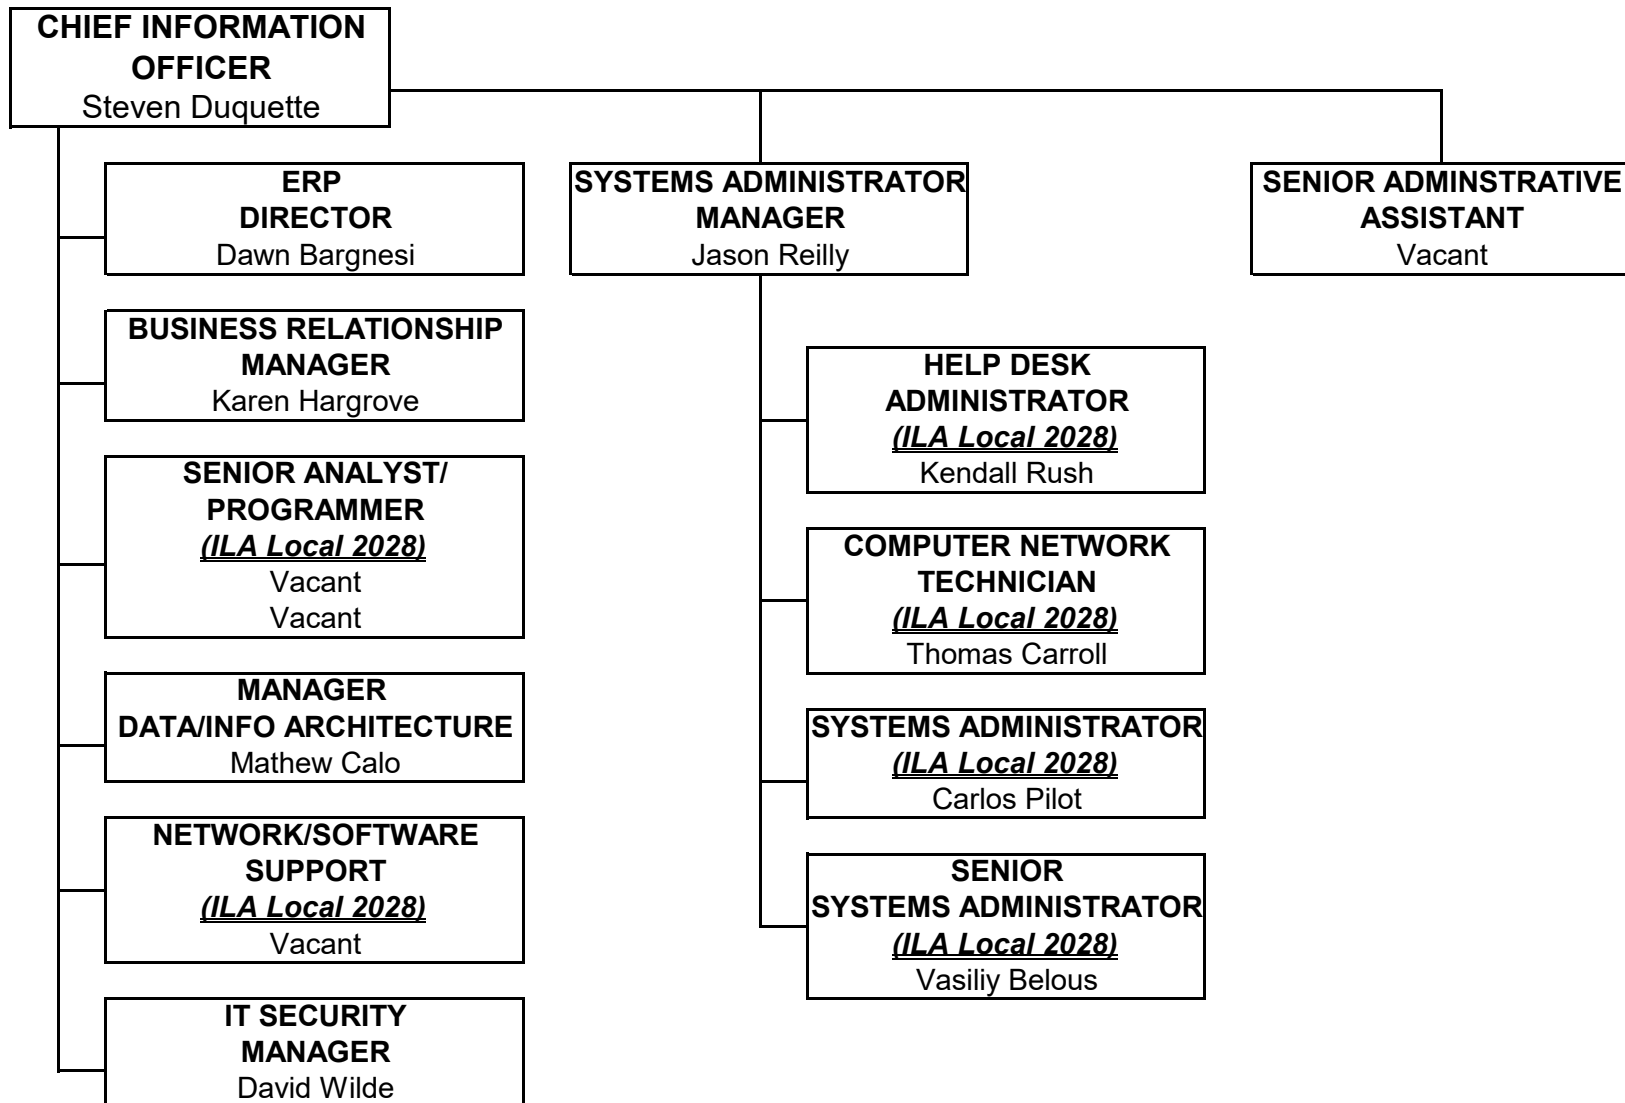 CHIEF INFORMATION
OFFICER
Steven Duquette
ERP
DIRECTOR
Dawn Bargnesi
BUSINESS RELATIONSHIP
MANAGER
Karen Hargrove
SENIOR ANALYST/
PROGRAMMER
(ILA Local 2028)
Vacant
Vacant
MANAGER
DATA/INFO ARCHITECTURE
Mathew Calo
NETWORK/SOFTWARE
SUPPORT
(ILA Local 2028)
Vacant
IT SECURITY
MANAGER
David Wilde
SYSTEMS ADMINISTRATOR
MANAGER
Jason Reilly
HELP DESK
ADMINISTRATOR
(ILA Local 2028)
Kendall Rush
COMPUTER NETWORK
TECHNICIAN
(ILA Local 2028)
Thomas Carroll
SYSTEMS ADMINISTRATOR
(ILA Local 2028)
Carlos Pilot
SENIOR
SYSTEMS ADMINISTRATOR
(ILA Local 2028)
Vasiliy Belous
SENIOR ADMINSTRATIVE
ASSISTANT
Vacant